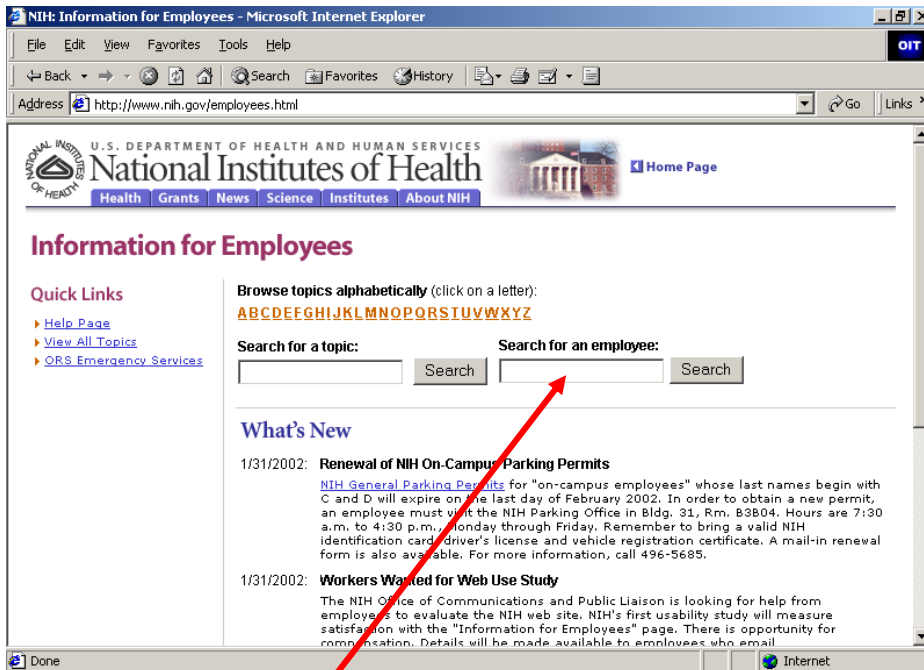 NIH: Information for Employees - Microsoft Internet Explorer
File Edit View Favorites Tools Help
OIT
Back Search Favorites History
Address http://www.nih.gov/employees.html Go Links
NATIONAL INSTITUTES OF HEALTH
U.S. DEPARTMENT OF HEALTH AND HUMAN SERVICES
National Institutes of Health
Home Page
Health Grants News Science Institutes About NIH
Information for Employees
Quick Links
Help Page
View All Topics
ORS Emergency Services
Browse topics alphabetically (click on a letter):
A B C D E F G H I J K L M N O P Q R S T U V W X Y Z
Search for a topic: Search for an employee:
Search Search
What's New
1/31/2002: Renewal of NIH On-Campus Parking Permits
NIH General Parking Permits for "on-campus employees" whose last names begin with
C and D will expire on the last day of February 2002. In order to obtain a new permit,
an employee must visit the NIH Parking Office in Bldg. 31, Rm. B3B04. Hours are 7:30
a.m. to 4:30 p.m., Monday through Friday. Remember to bring a valid NIH
identification card, driver's license and vehicle registration certificate. A mail-in renewal
form is also available. For more information, call 496-5685.
1/31/2002: Workers Wanted for Web Use Study
The NIH Office of Communications and Public Liaison is looking for help from
employees to evaluate the NIH web site. NIH's first usability study will measure
satisfaction with the "Information for Employees" page. There is opportunity for
compensation. Details will be made available to employees who email
Done Internet